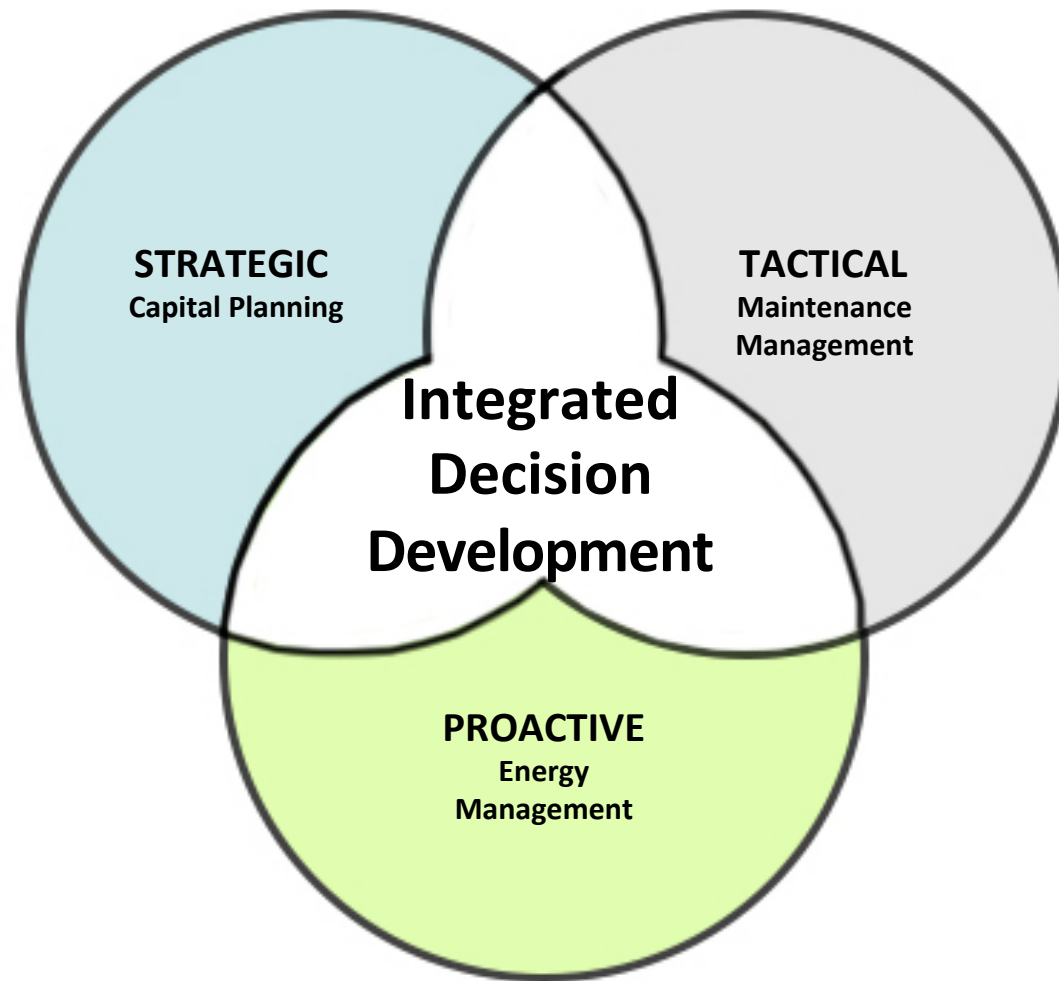 STRATEGIC
Capital Planning
TACTICAL
Maintenance
Management
Integrated
Decision
Development
PROACTIVE
Energy
Management